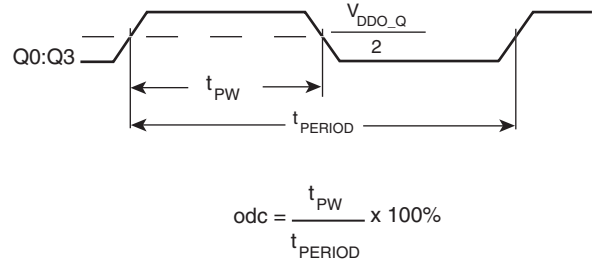 V_DDO_Q
2
Q0:Q3
t_PW
t_PERIOD
t_PW
odc = x 100%
t_PERIOD